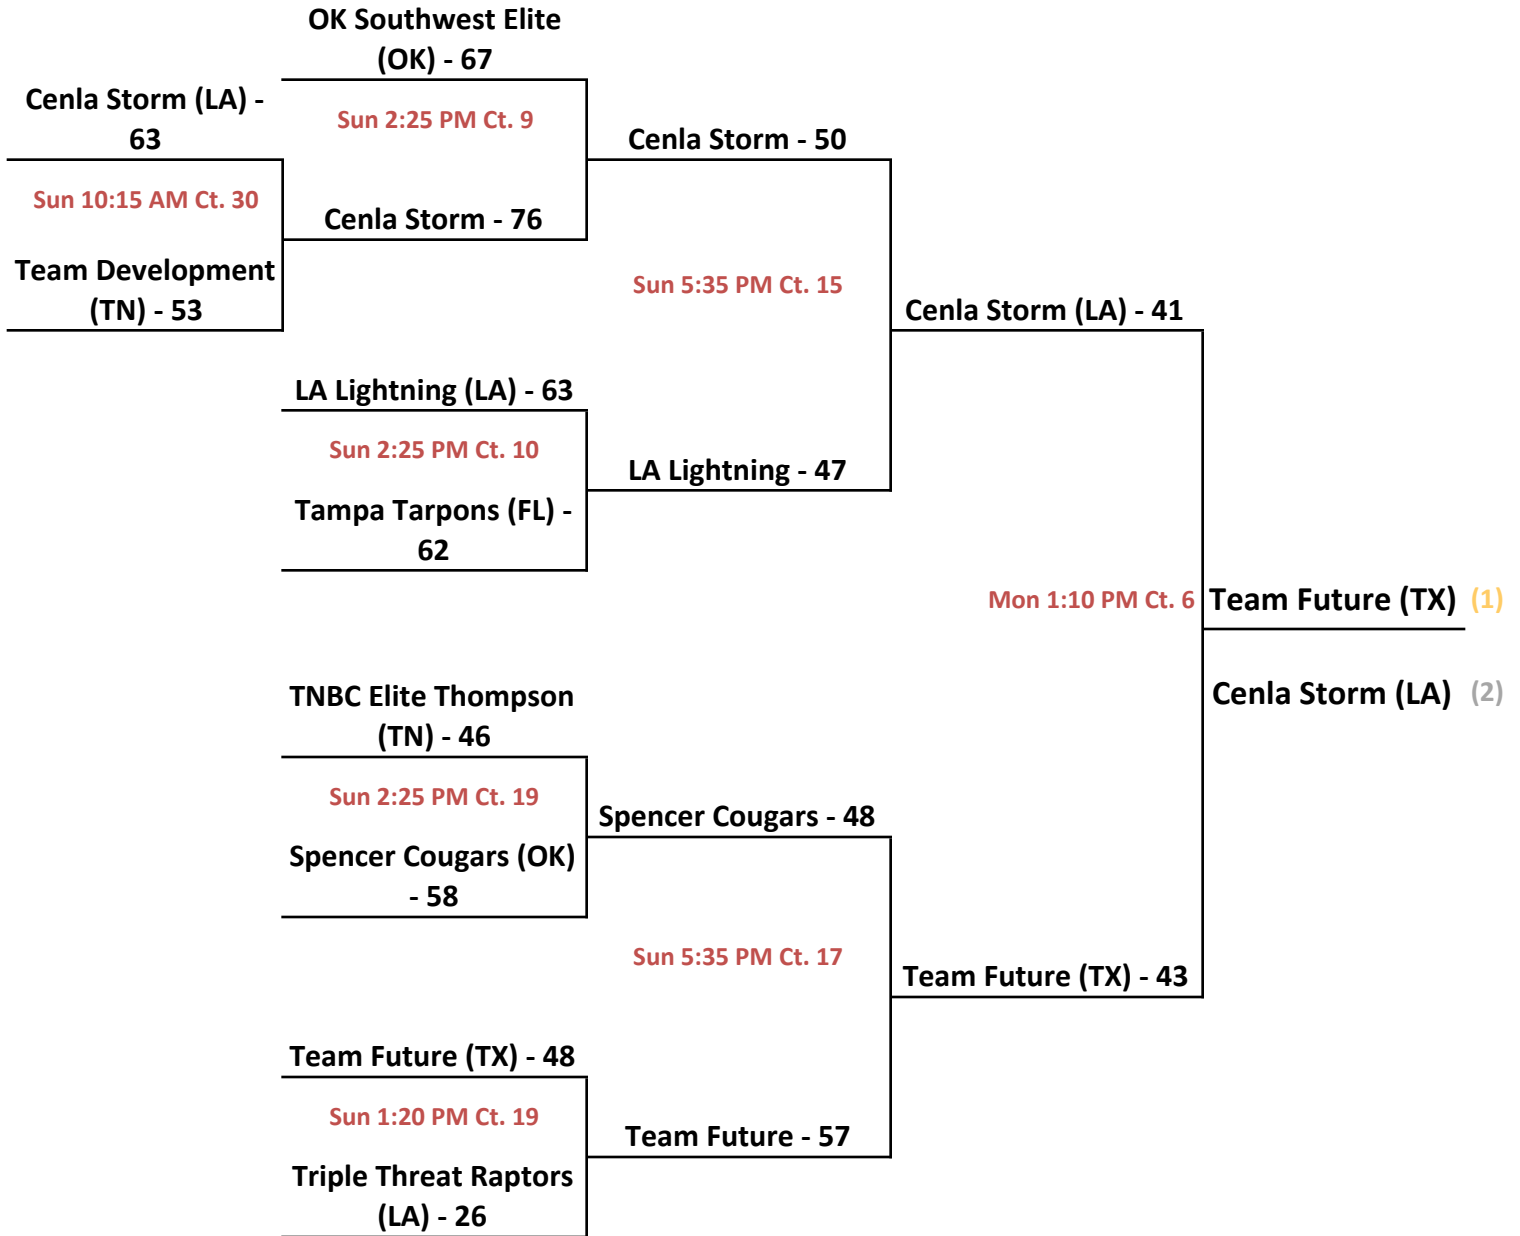 OK Southwest Elite
(OK) - 67
Cenla Storm (LA) -
63
Sun 2:25 PM Ct. 9
Cenla Storm - 50
Sun 10:15 AM Ct. 30
Cenla Storm - 76
Team Development
(TN) - 53
Sun 5:35 PM Ct. 15
Cenla Storm (LA) - 41
LA Lightning (LA) - 63
Sun 2:25 PM Ct. 10
LA Lightning - 47
Tampa Tarpons (FL) -
62
Mon 1:10 PM Ct. 6
Team Future (TX) (1)
Cenla Storm (LA) (2)
TNBC Elite Thompson
(TN) - 46
Sun 2:25 PM Ct. 19
Spencer Cougars - 48
Spencer Cougars (OK)
- 58
Sun 5:35 PM Ct. 17
Team Future (TX) - 43
Team Future (TX) - 48
Sun 1:20 PM Ct. 19
Team Future - 57
Triple Threat Raptors
(LA) - 26